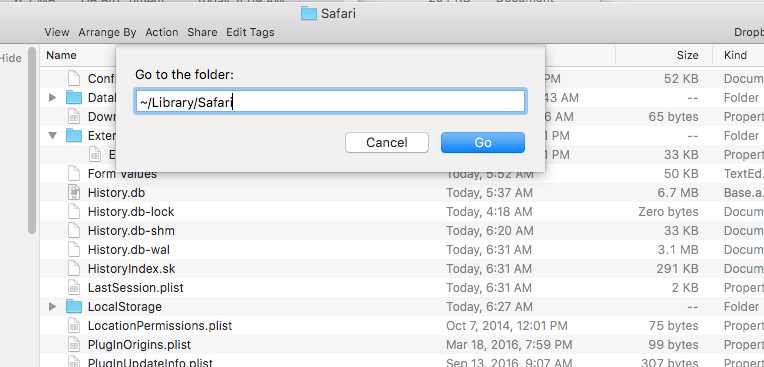 Safari
View Arrange By Action Share Edit Tags Dropb
Hide
Name Size Kind
Go to the folder:
~/Library/Safari
Cancel Go
Conf PM 52 KB Docum
Datal 43 AM -- Folder
Down 6 AM 65 bytes Propert
Exter 1 PM -- Folder
E 1 PM 33 KB Propert
Form Values Today, 5:52 AM 50 KB TextEd.
History.db Today, 5:37 AM 6.7 MB Base.a.
History.db-lock Today, 4:18 AM Zero bytes Docum
History.db-shm Today, 6:20 AM 33 KB Docum
History.db-wal Today, 6:31 AM 3.1 MB Docum
HistoryIndex.sk Today, 6:31 AM 291 KB Docum
LastSession.plist Today, 6:31 AM 2 KB Propert
LocalStorage Today, 6:27 AM -- Folder
LocationPermissions.plist Oct 7, 2014, 12:01 PM 75 bytes Propert
PlugInOrigins.plist Mar 18, 2016, 7:59 PM 99 bytes Propert
PlugInUpdateInfo.plist Sep 13, 2016, 9:07 AM 307 bytes Propert